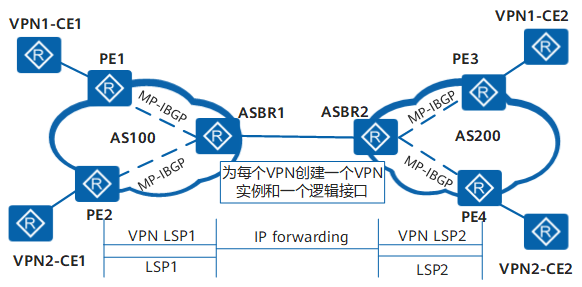 VPN1-CE1
VPN1-CE2
PE1
PE3
R
R
R
R
MP-IBGP
MP-IBGP
ASBR1
ASBR2
AS100
R
R
AS200
MP-IBGP
MP-IBGP
为每个VPN创建一个VPN
实例和一个逻辑接口
R
R
PE2
PE4
R
R
VPN LSP1
IP forwarding
VPN LSP2
VPN2-CE1
LSP1
LSP2
VPN2-CE2